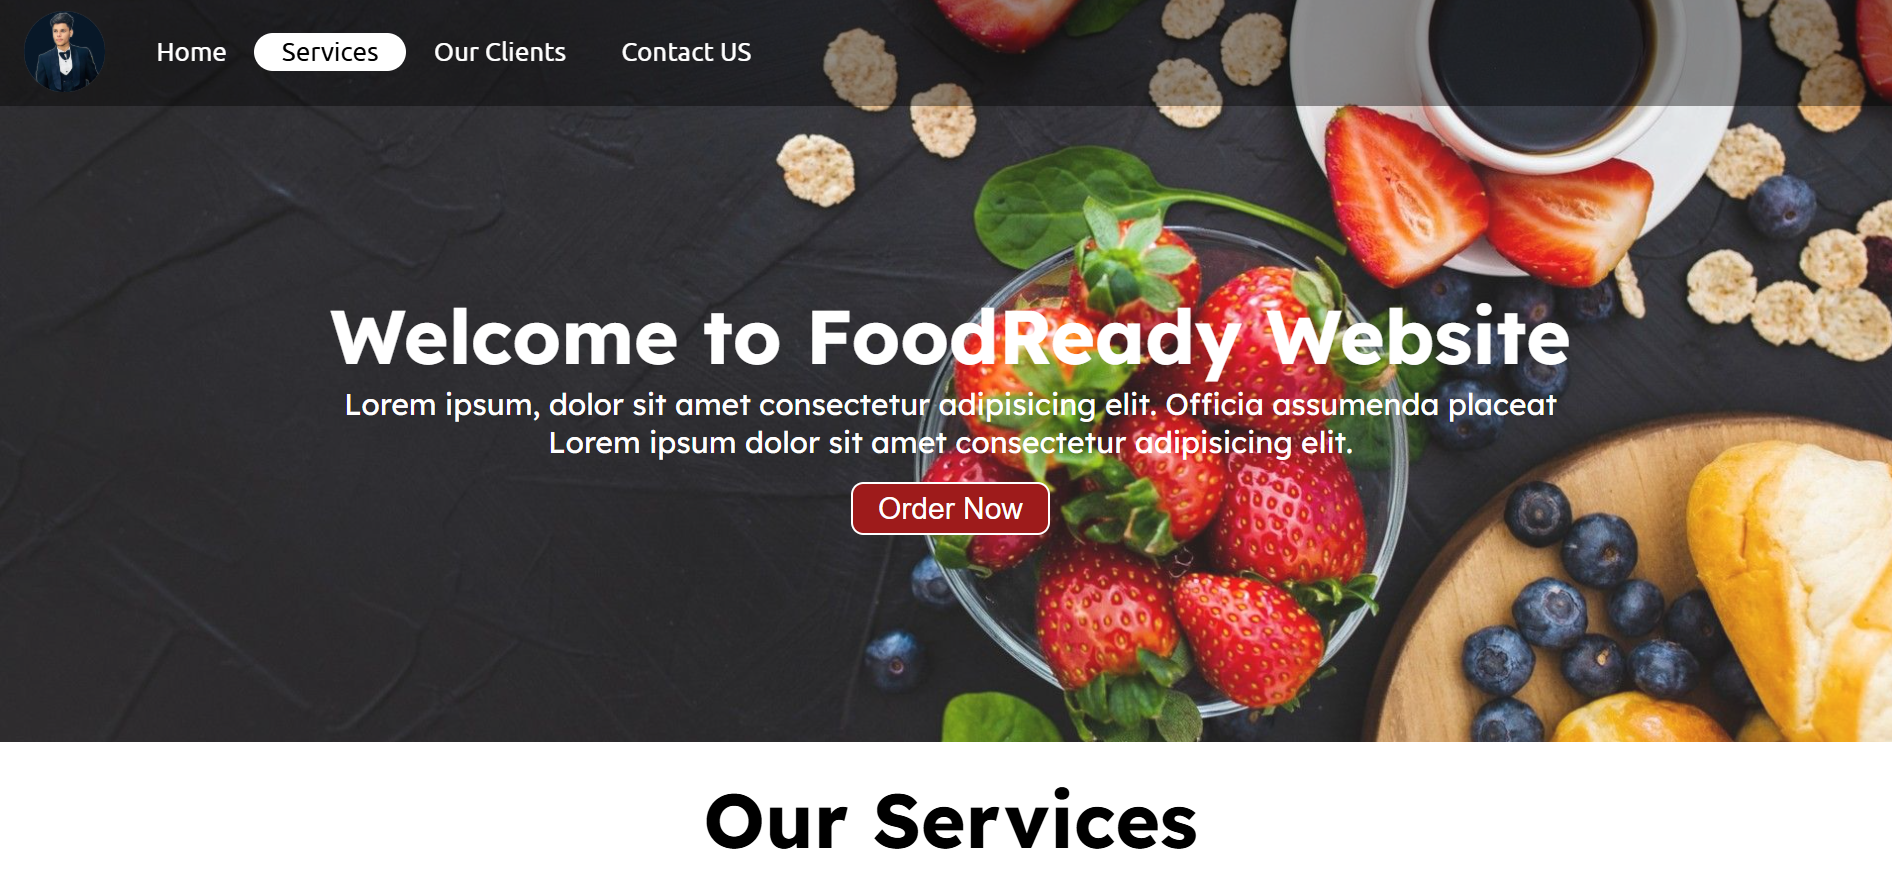 Home Services Our Clients Contact US
Welcome to FoodReady Website
Lorem ipsum, dolor sit amet consectetur adipisicing elit. Officia assumenda placeat
Lorem ipsum dolor sit amet consectetur adipisicing elit.
Order Now
Our Services